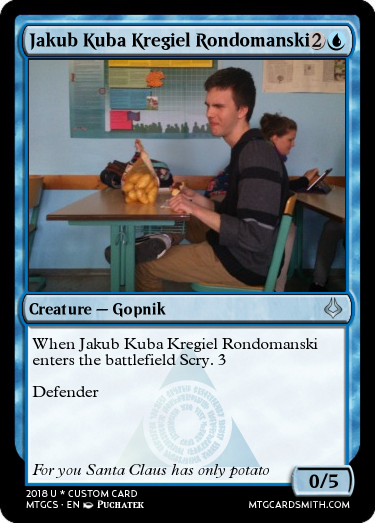 Jakub Kuba Kregiel Rondomanski 2
Creature — Gopnik
When Jakub Kuba Kregiel Rondomanski
enters the battlefield Scry. 3
Defender
For you Santa Claus has only potato
0/5
2018 U * CUSTOM CARD
MTGCS • EN PUCHATEK
MTGCARDSMITH.COM